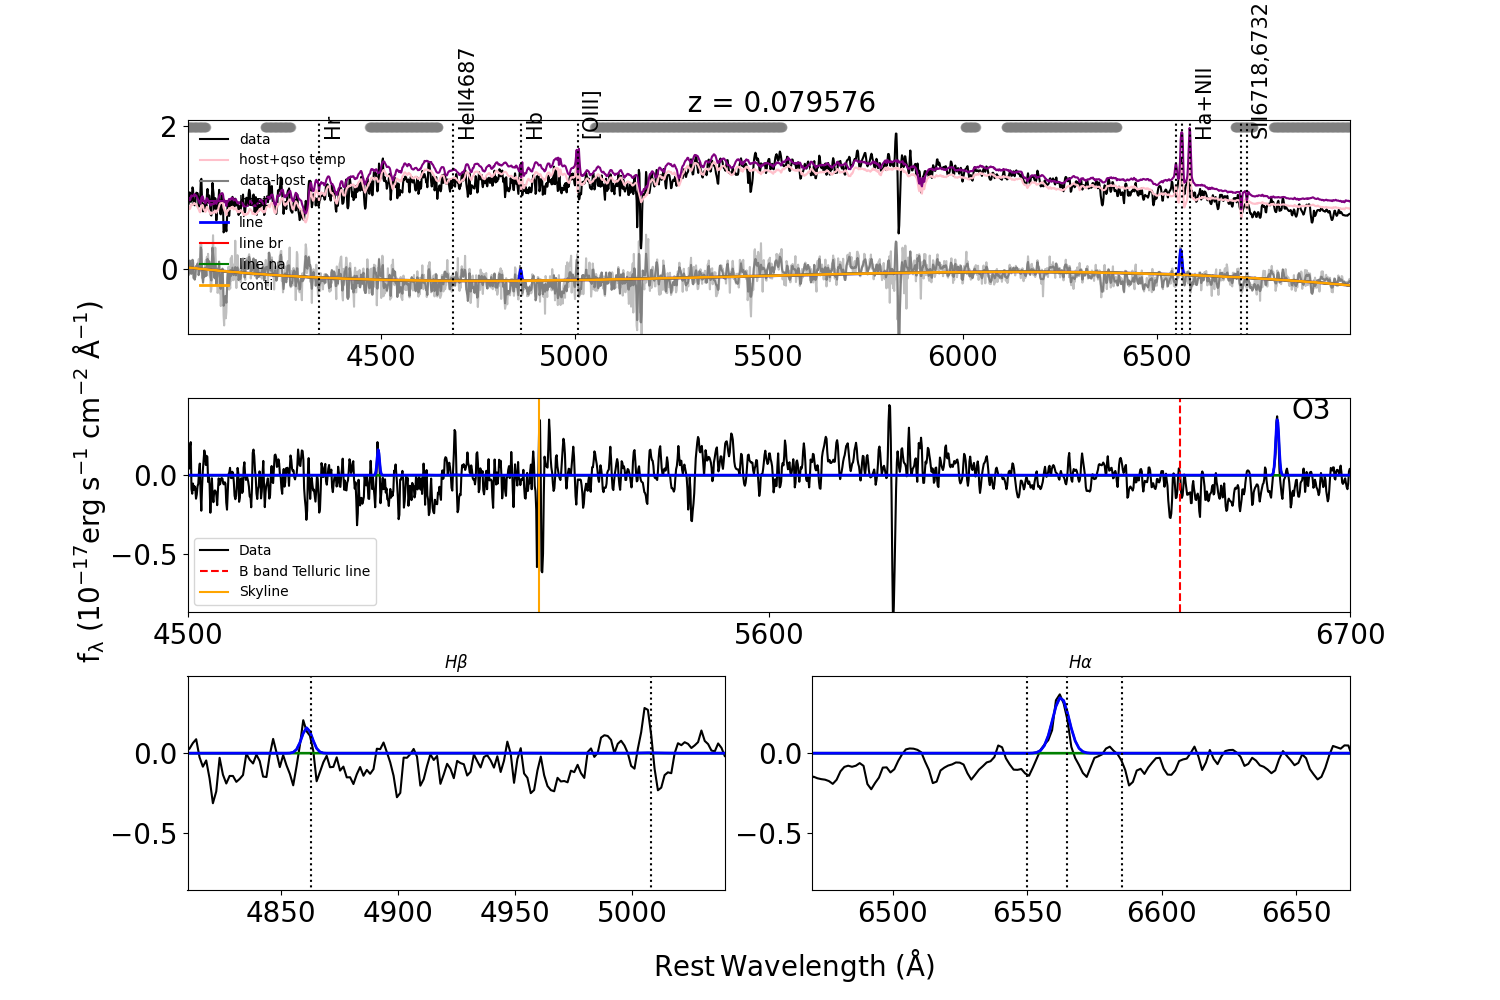 z = 0.079576
Hr
HeII4687
Hb
[OIII]
Ha+NII
SII6718,6732
2
0
data
host+qso temp
data-host
line
line br
line na
conti
4500 5000 5500 6000 6500
fλ (10−17erg s−1 cm−2 Å−1)
O3
0.0
−0.5
Data
B band Telluric line
Skyline
4500 5600 6700
Hβ
0.0
−0.5
4850 4900 4950 5000
Hα
0.0
−0.5
6500 6550 6600 6650
Rest Wavelength (Å)